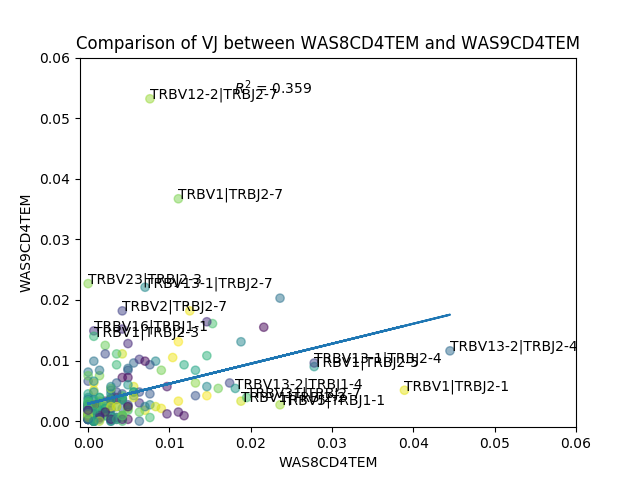 Comparison of VJ between WAS8CD4TEM and WAS9CD4TEM
R² = 0.359
TRBV12-2|TRBJ2-7
TRBV1|TRBJ2-7
TRBV23|TRBJ2-3
TRBV13-1|TRBJ2-7
TRBV2|TRBJ2-7
TRBV16|TRBJ1-1
TRBV1|TRBJ2-3
TRBV13-2|TRBJ2-4
TRBV13-1|TRBJ2-4
TRBV1|TRBJ2-5
TRBV13-2|TRBJ1-4
TRBV1|TRBJ2-1
TRBV3|TRBJ1-1
0.06
0.05
0.04
0.03
0.02
0.01
0.00
WAS9CD4TEM
0.00 0.01 0.02 0.03 0.04 0.05 0.06
WAS8CD4TEM